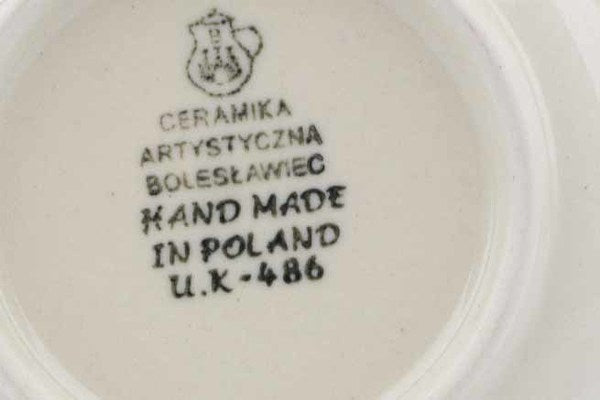 CERAMIKA
ARTYSTYCZNA
BOLESŁAWIEC
HAND MADE
IN POLAND
U.K-486